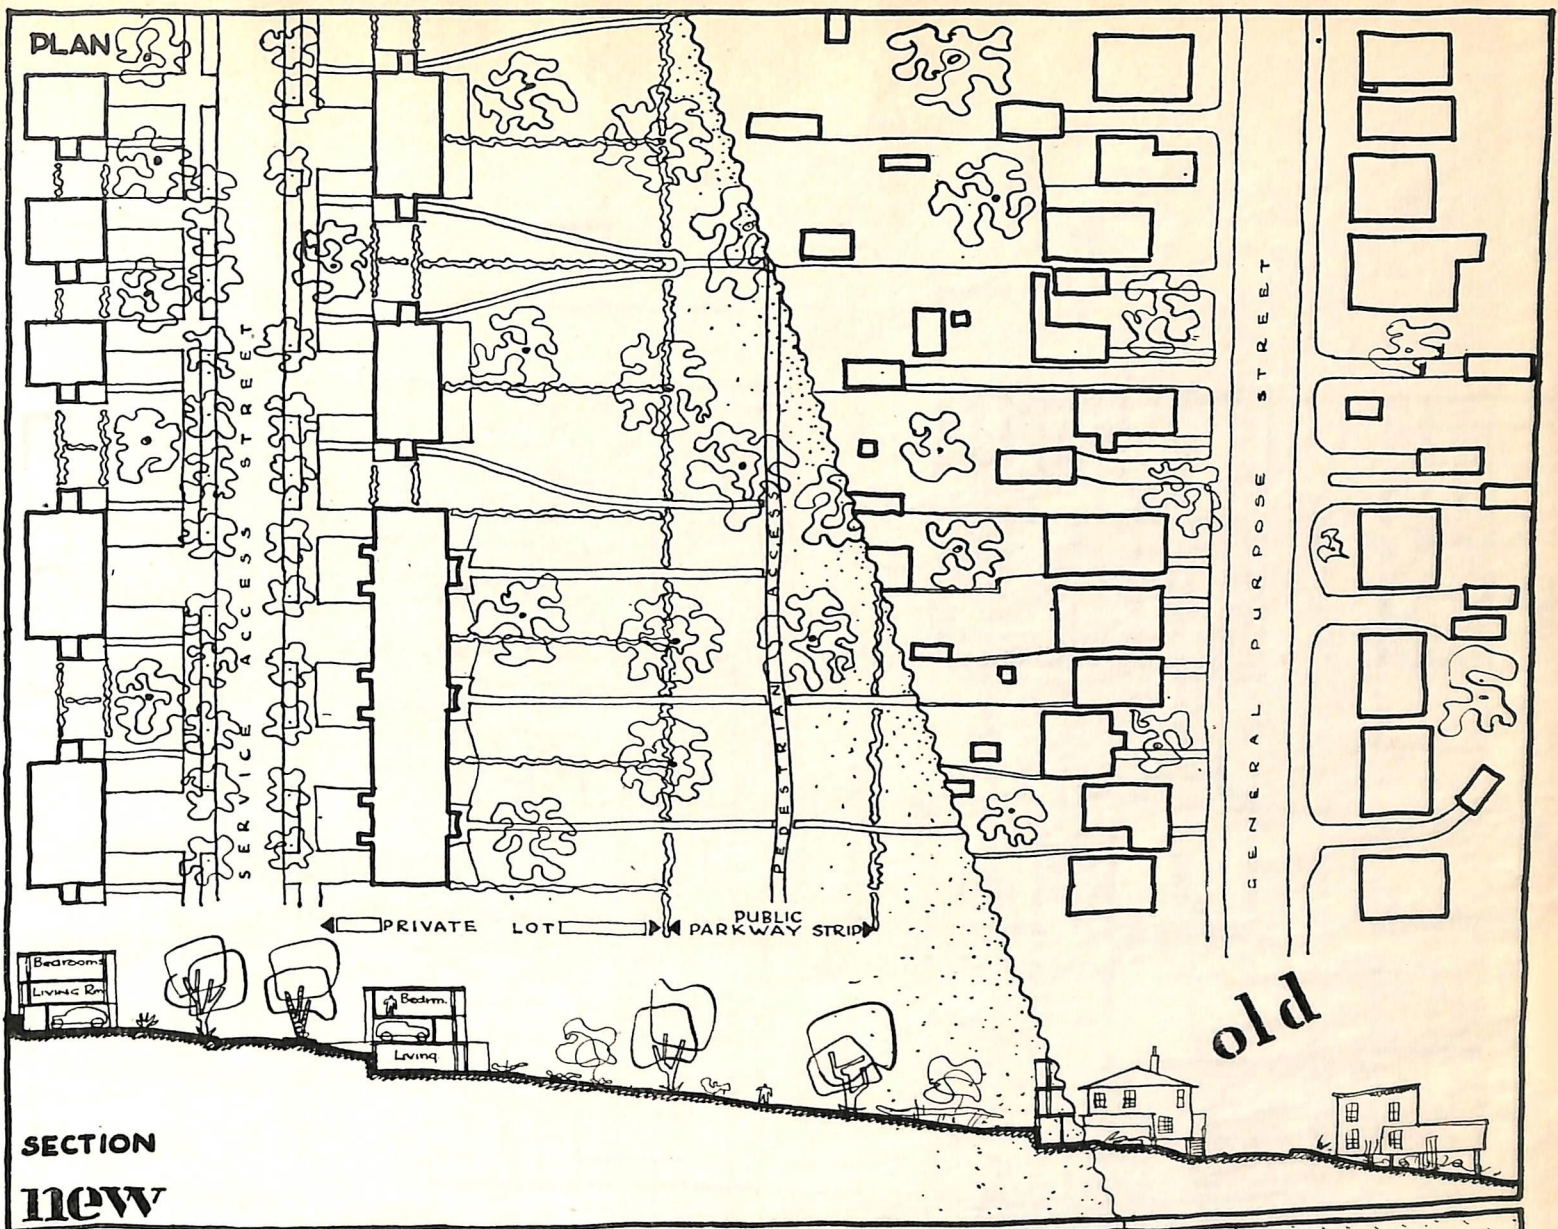 PLAN
SERVICE ACCESS STREET
PEDESTRIAN ACCESS
GENERAL PURPOSE STREET
PRIVATE LOT
PUBLIC
PARKWAY STRIP
Bedrooms
LIVING Rm
Bedrm.
Living
old
SECTION
new